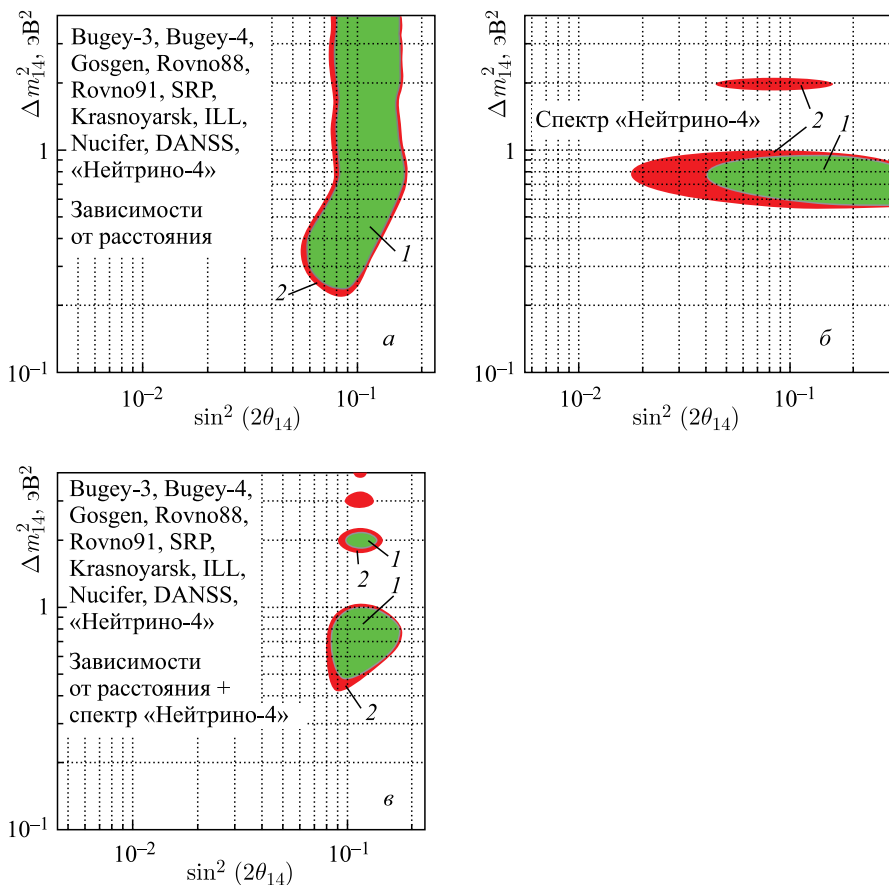 Δm²₁₄, эВ²
Bugey-3, Bugey-4,
Gosgen, Rovno88,
Rovno91, SRP,
Krasnoyarsk, ILL,
Nucifer, DANSS,
«Нейтрино-4»
Зависимости
от расстояния
1
2
а
1
10⁻¹
10⁻²
10⁻¹
sin² (2θ₁₄)
Δm²₁₄, эВ²
Спектр «Нейтрино-4»
2
1
б
1
10⁻¹
10⁻²
10⁻¹
sin² (2θ₁₄)
Δm²₁₄, эВ²
Bugey-3, Bugey-4,
Gosgen, Rovno88,
Rovno91, SRP,
Krasnoyarsk, ILL,
Nucifer, DANSS,
«Нейтрино-4»
Зависимости
от расстояния +
спектр «Нейтрино-4»
1
2
1
2
в
1
10⁻¹
10⁻²
10⁻¹
sin² (2θ₁₄)